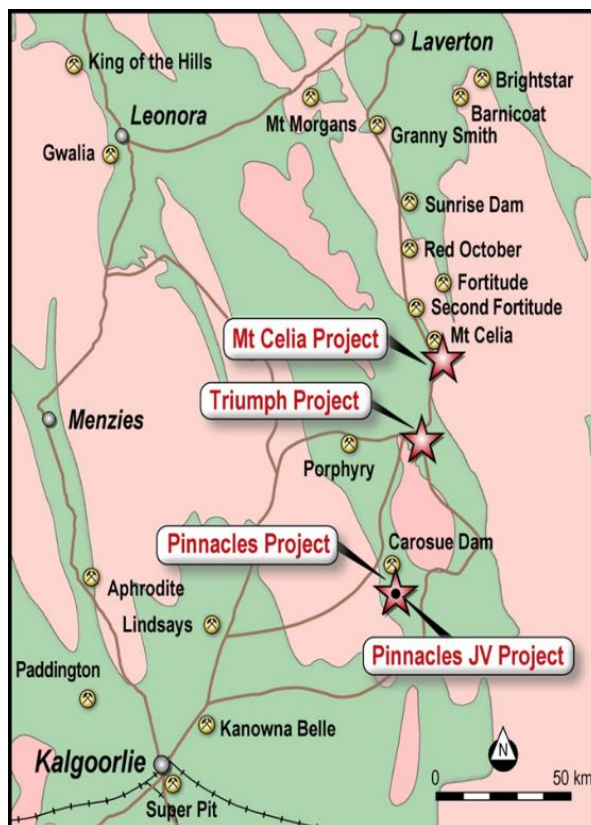 Laverton
King of the Hills
Brightstar
Barnicoat
Mt Morgans
Leonora
Granny Smith
Gwalia
Sunrise Dam
Red October
Fortitude
Second Fortitude
Mt Celia Project
Mt Celia
Triumph Project
Menzies
Porphyry
Pinnacles Project
Carosue Dam
Aphrodite
Lindsays
Pinnacles JV Project
Paddington
Kanowna Belle
N
Kalgoorlie
0 50 km
Super Pit